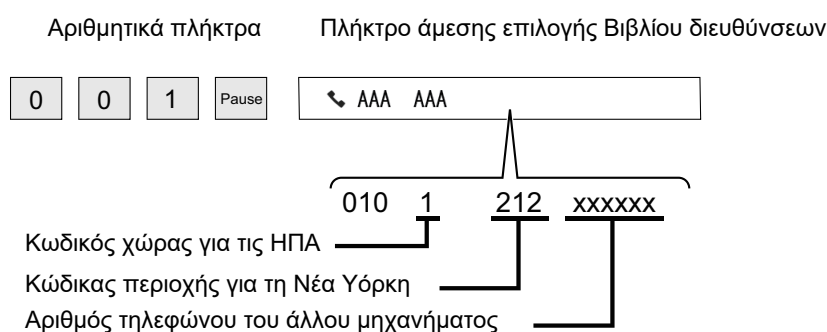 Αριθμητικά πλήκτρα Πλήκτρο άμεσης επιλογής Βιβλίου διευθύνσεων
0 0 1 Pause AAA AAA
010 1 212 xxxxxx
Κωδικός χώρας για τις ΗΠΑ
Κώδικας περιοχής για τη Νέα Υόρκη
Αριθμός τηλεφώνου του άλλου μηχανήματος